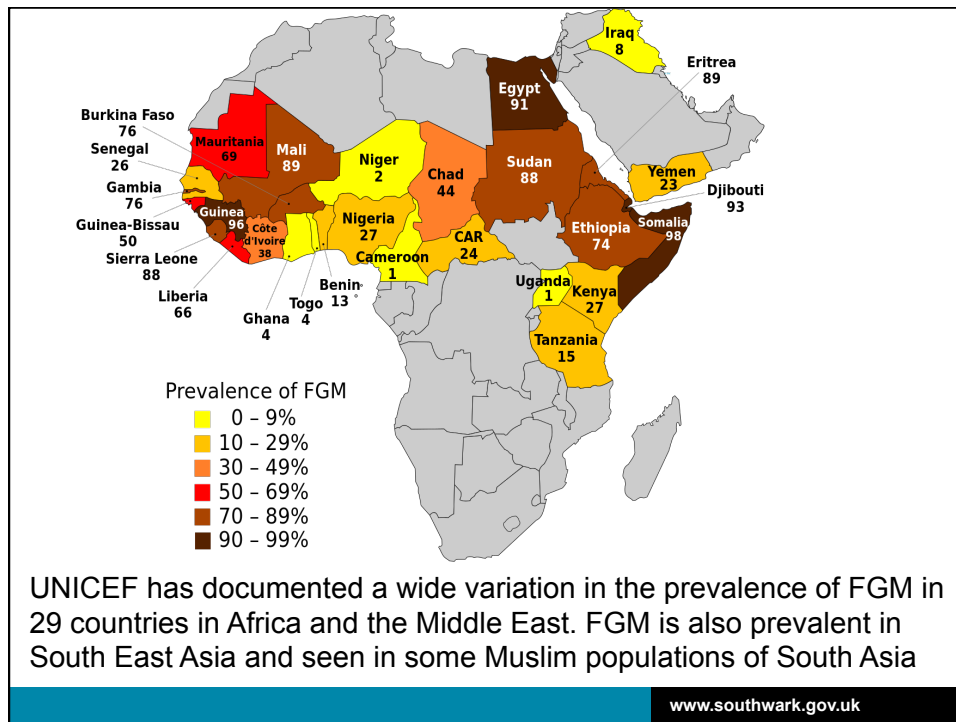 Iraq
8
Eritrea
89
Egypt
91
Burkina Faso
76
Mauritania
69
Mali
89
Senegal
26
Niger
2
Chad
44
Sudan
88
Yemen
23
Djibouti
93
Gambia
76
Guinea
96
Côte
d'Ivoire
38
Nigeria
27
Guinea-Bissau
50
CAR
24
Ethiopia
74
Somalia
98
Sierra Leone
88
Cameroon
1
Liberia
66
Benin
13
Togo
4
Ghana
4
Uganda
1
Kenya
27
Tanzania
15
Prevalence of FGM
0 – 9%
10 – 29%
30 – 49%
50 – 69%
70 – 89%
90 – 99%
UNICEF has documented a wide variation in the prevalence of FGM in
29 countries in Africa and the Middle East. FGM is also prevalent in
South East Asia and seen in some Muslim populations of South Asia
www.southwark.gov.uk